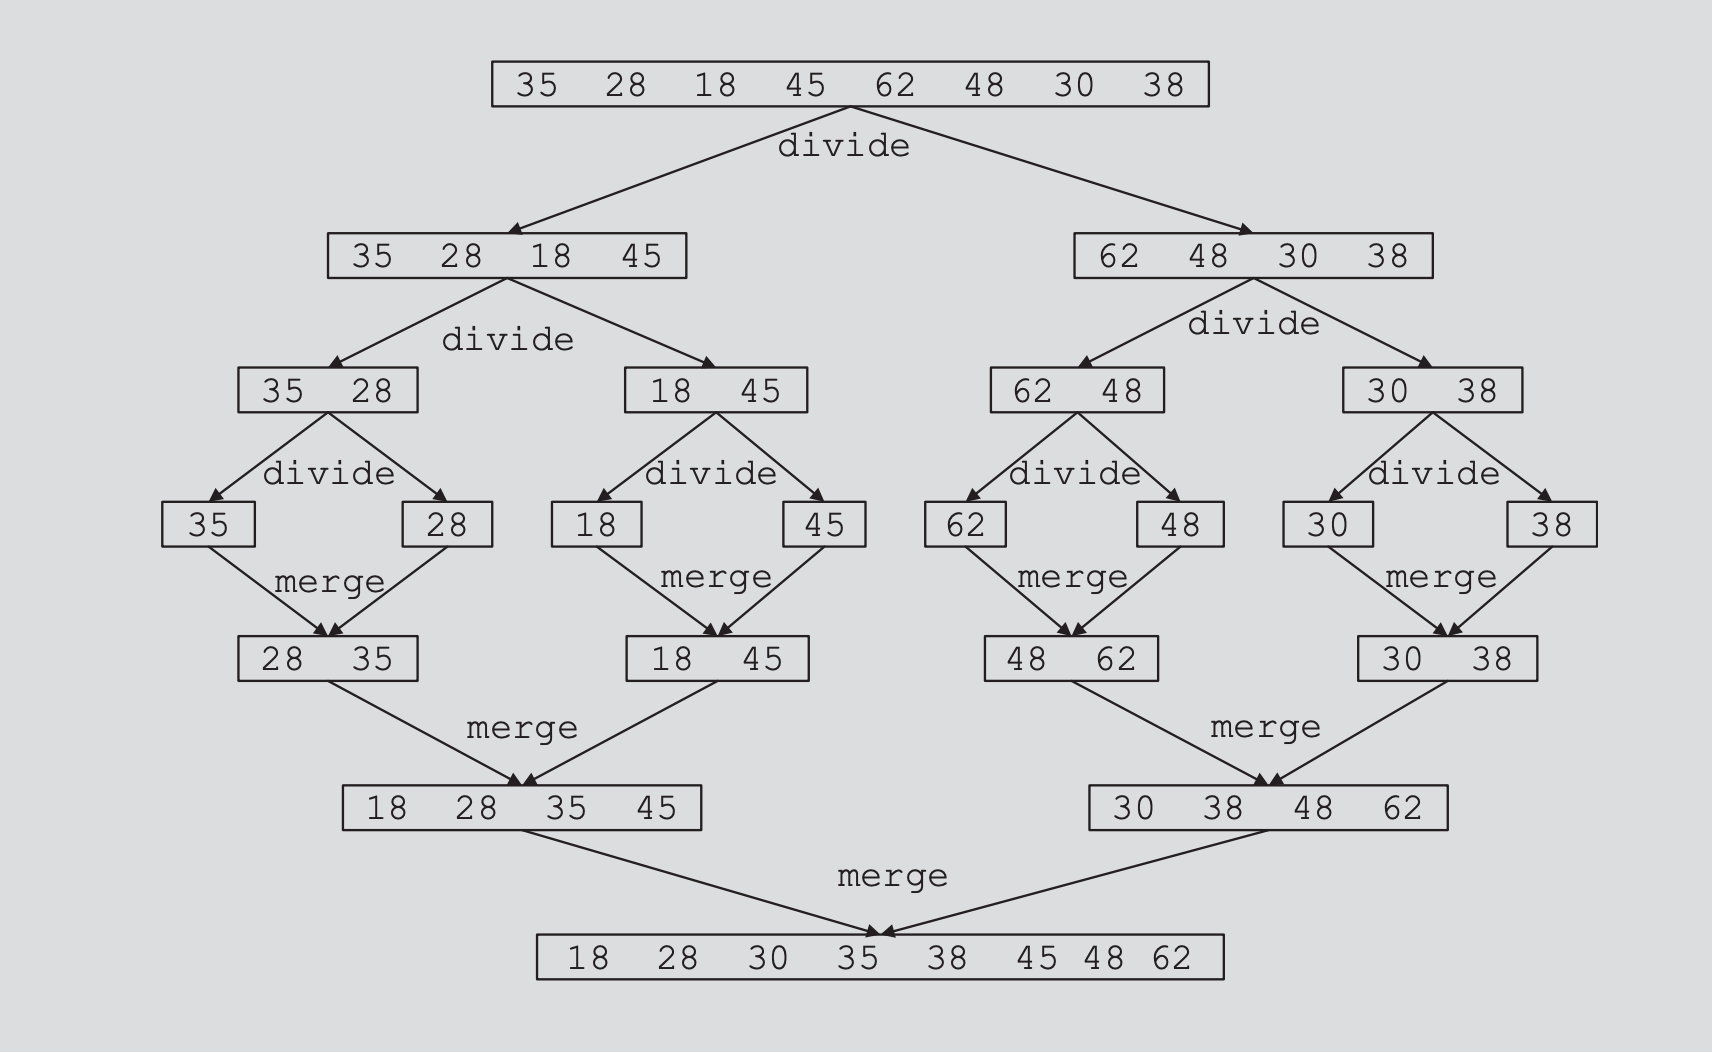 35 28 18 45 62 48 30 38
divide
35 28 18 45
62 48 30 38
divide
divide
35 28
18 45
62 48
30 38
divide
divide
divide
divide
35
28
18
45
62
48
30
38
merge
merge
merge
merge
28 35
18 45
48 62
30 38
merge
merge
18 28 35 45
30 38 48 62
merge
18 28 30 35 38 45 48 62